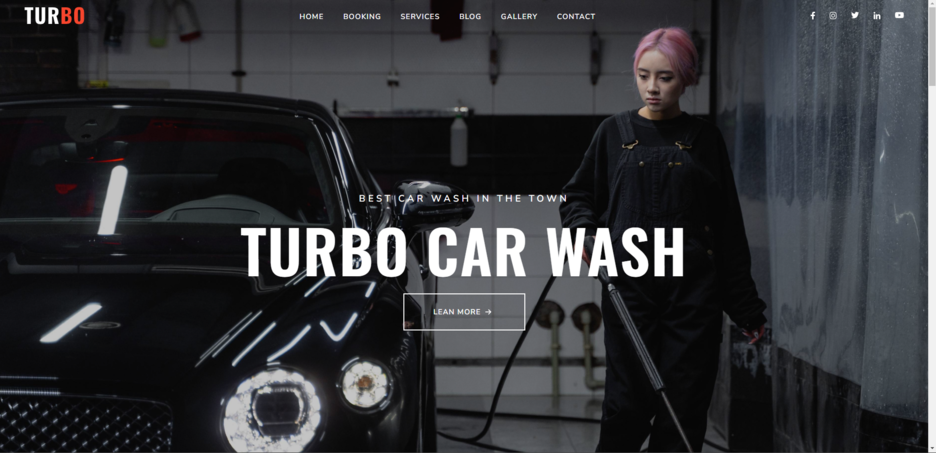 TURBO
HOME BOOKING SERVICES BLOG GALLERY CONTACT
BEST CAR WASH IN THE TOWN
TURBO CAR WASH
LEAN MORE →